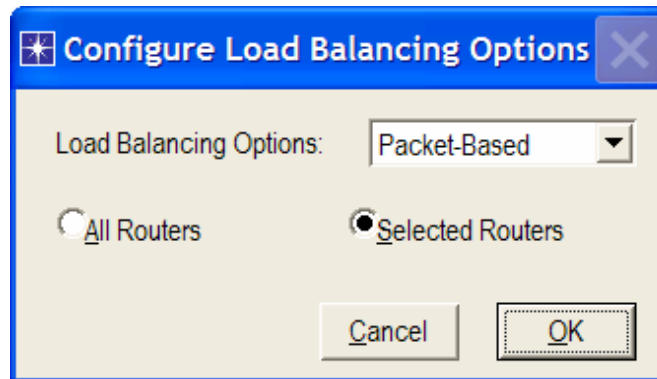 Configure Load Balancing Options
Load Balancing Options: Packet-Based
All Routers Selected Routers
Cancel OK